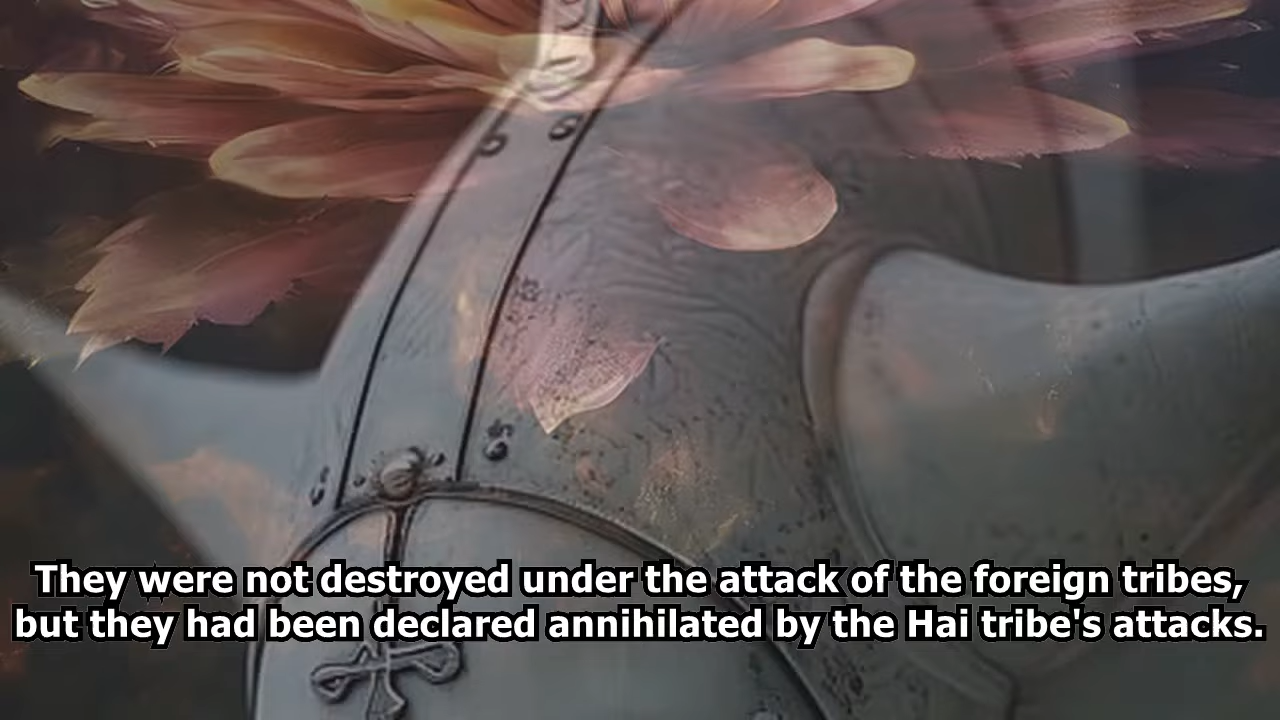 They were not destroyed under the attack of the foreign tribes,
but they had been declared annihilated by the Hai tribe's attacks.